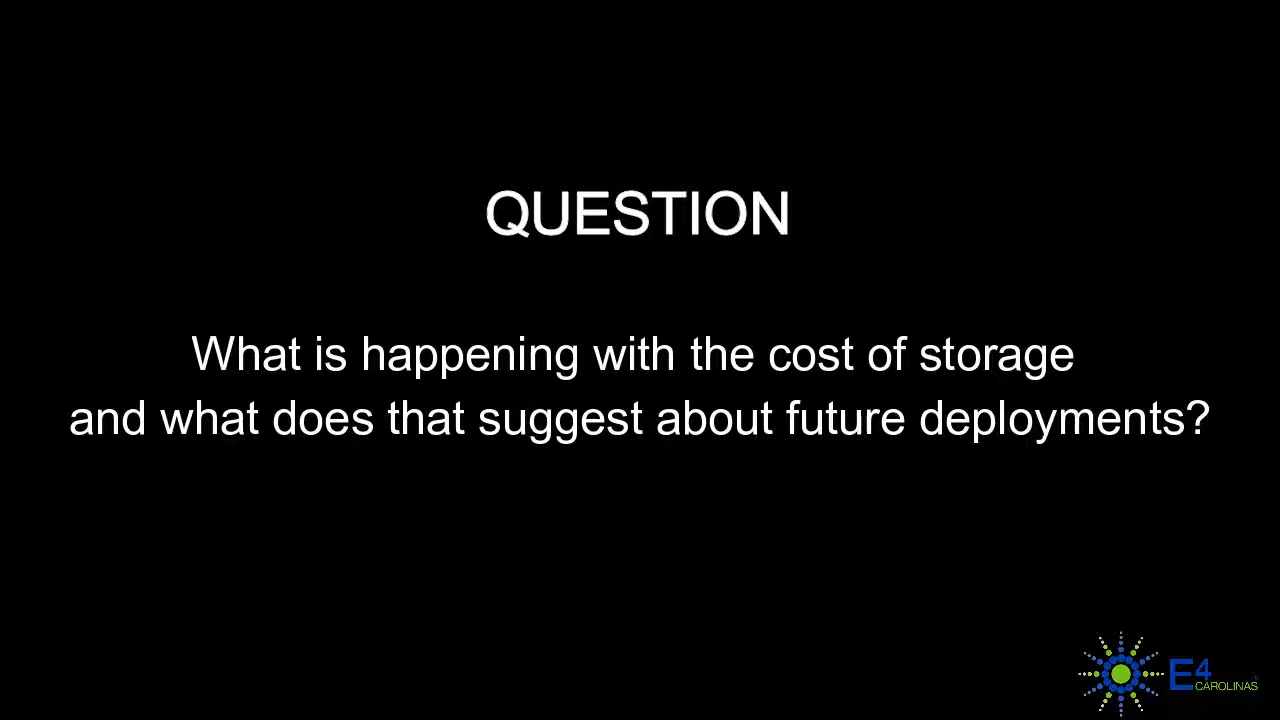 QUESTION
What is happening with the cost of storage
and what does that suggest about future deployments?
E4
CAROLINAS